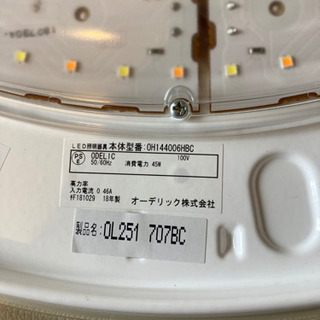 LED照明器具 本体型番:OH144006HBC
PS
E
ODELIC 100V
50/60Hz 消費電力 45W
高力率
入力電流 0.46A
HF181029 18年製 オーデリック株式会社
製品名: OL251 707BC